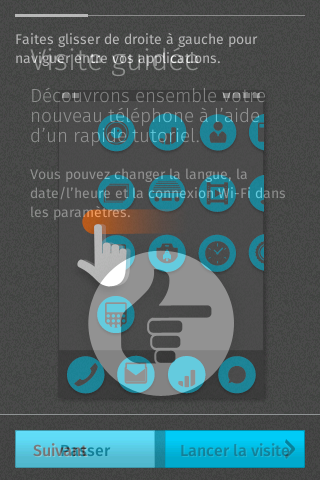 Faites glisser de droite à gauche pour
naviguer entre vos applications.
Visite guidée
Découvrons ensemble votre
nouveau téléphone à l'aide
d'un rapide tutoriel.
Vous pouvez changer la langue, la
date/l'heure et la connexion Wi-Fi dans
les paramètres.
Suivant
Passer
Lancer la visite